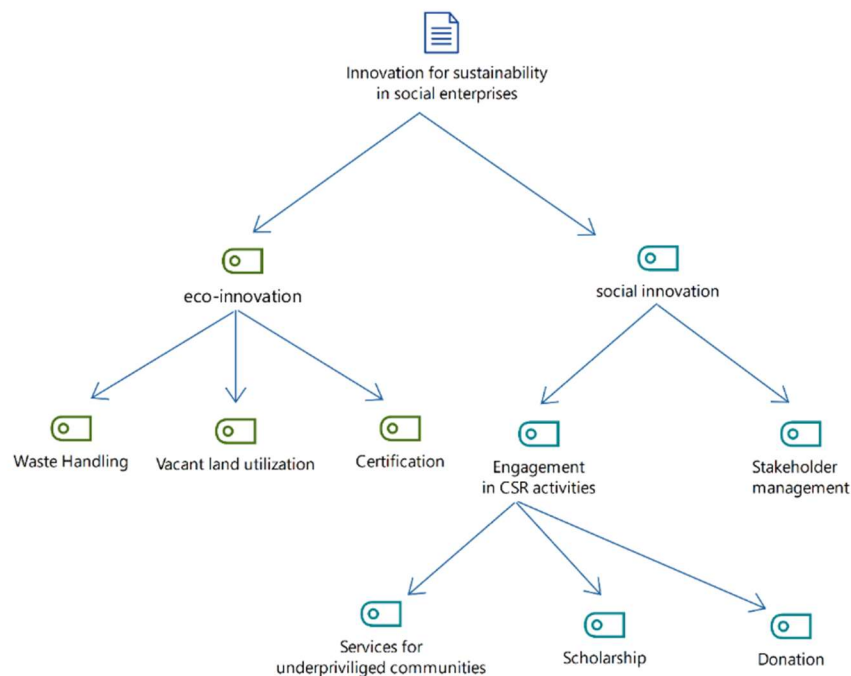 Innovation for sustainability
in social enterprises
eco-innovation
social innovation
Waste Handling
Vacant land utilization
Certification
Engagement
in CSR activities
Stakeholder
management
Services for
underpriviliged communities
Scholarship
Donation